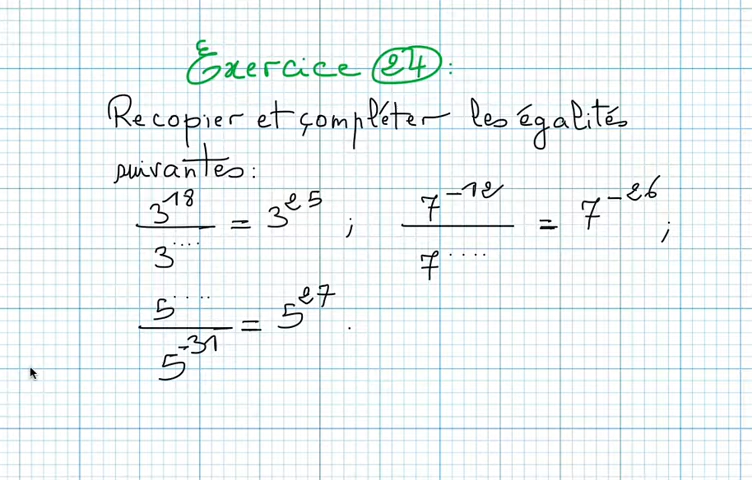 Exercice 24 :
Recopier et compléter les égalités
suivantes :
3^18 / 3^.... = 3^25 ; 7^-12 / 7^.... = 7^-26 ;
5^.... / 5^-31 = 5^27 .